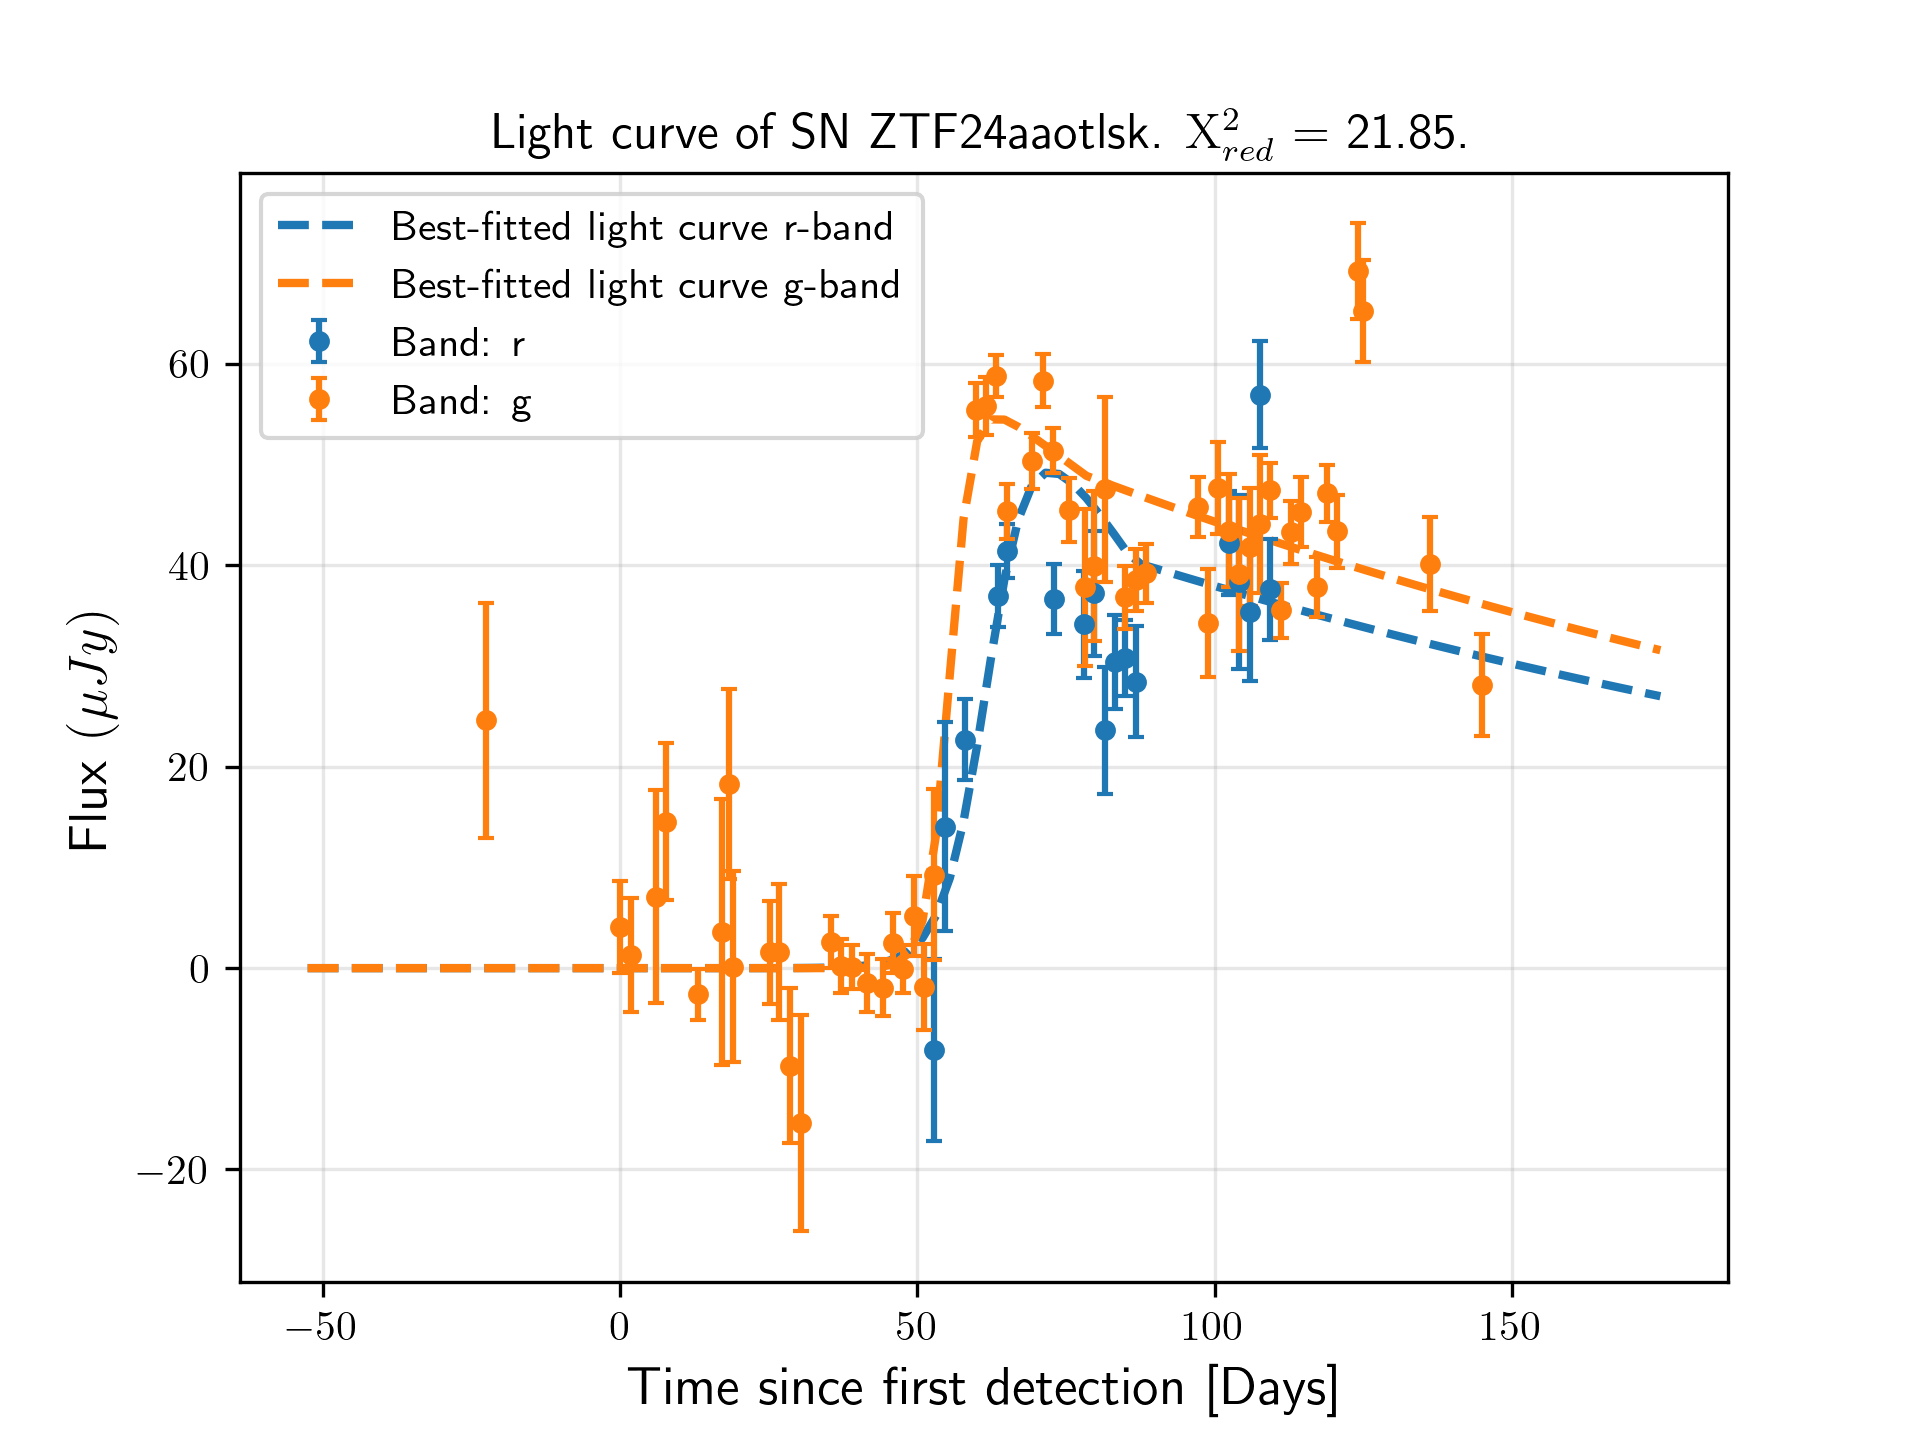 Light curve of SN ZTF24aaotlsk. X²_red = 21.85.
Best-fitted light curve r-band
Best-fitted light curve g-band
Band: r
Band: g
60
40
20
0
−20
Flux (μJy)
−50 0 50 100 150
Time since first detection [Days]